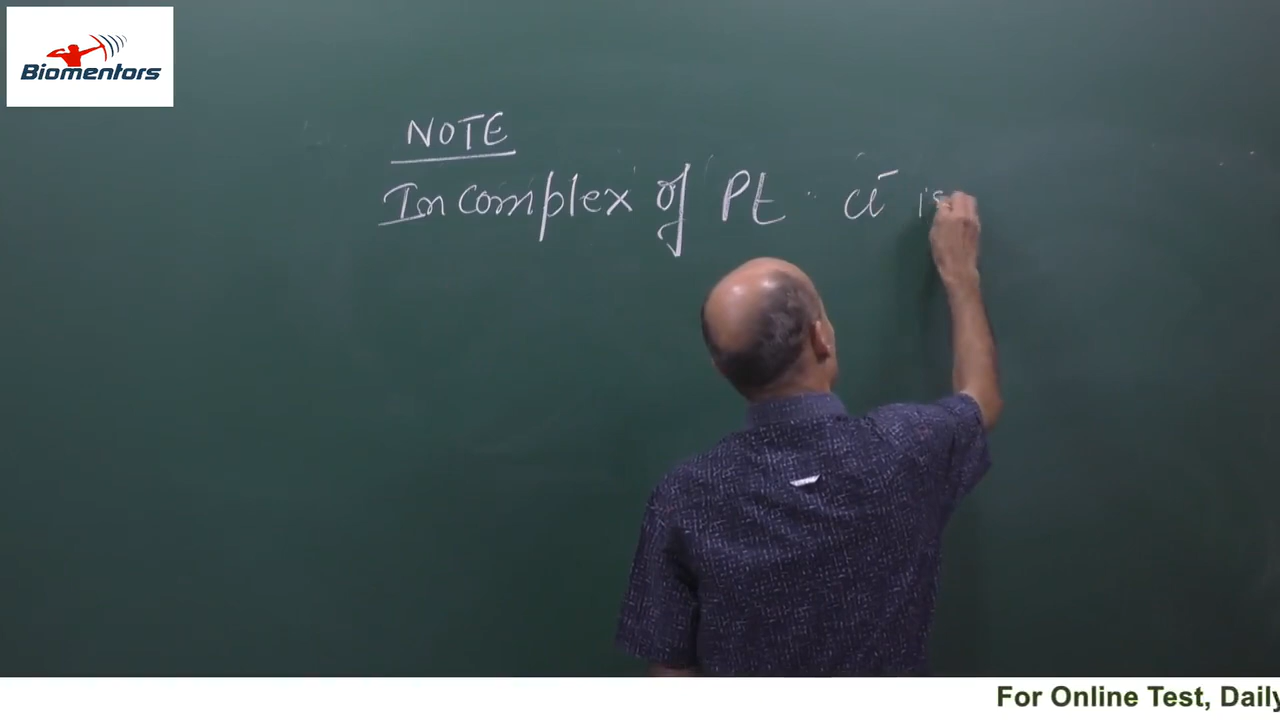 Biomentors
NOTE
In complex of Pt Cl⁻ is
For Online Test, Daily